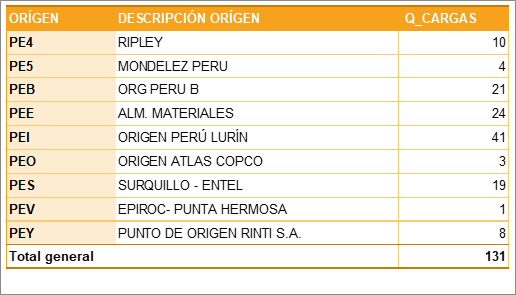 ORÍGEN DESCRIPCIÓN ORÍGEN Q_CARGAS
PE4 RIPLEY 10
PE5 MONDELEZ PERU 4
PEB ORG PERU B 21
PEE ALM. MATERIALES 24
PEI ORIGEN PERÚ LURÍN 41
PEO ORIGEN ATLAS COPCO 3
PES SURQUILLO - ENTEL 19
PEV EPIROC- PUNTA HERMOSA 1
PEY PUNTO DE ORIGEN RINTI S.A. 8
Total general 131